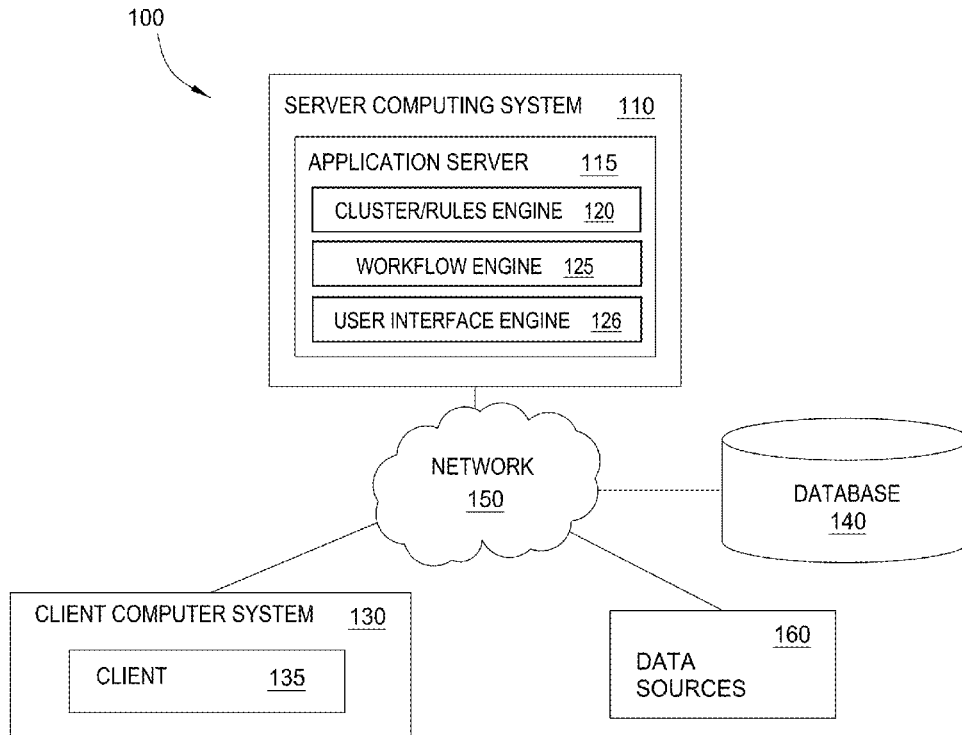 100
SERVER COMPUTING SYSTEM 110
APPLICATION SERVER 115
CLUSTER/RULES ENGINE 120
WORKFLOW ENGINE 125
USER INTERFACE ENGINE 126
NETWORK
150
DATABASE
140
CLIENT COMPUTER SYSTEM 130
CLIENT 135
160
DATA
SOURCES